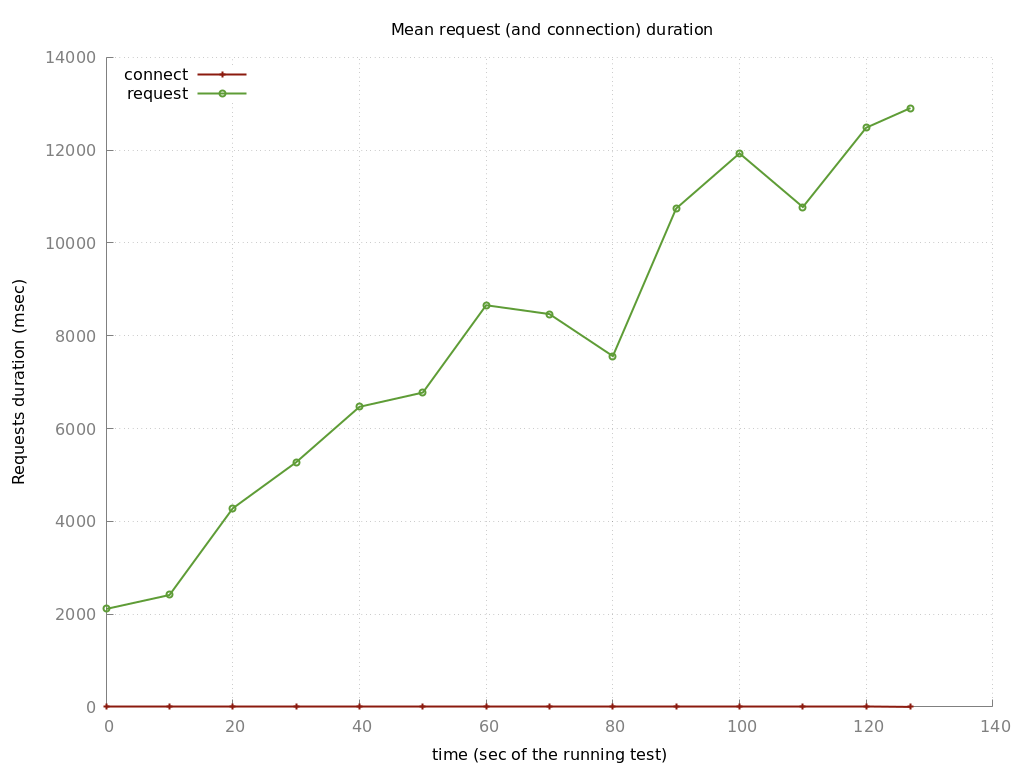 Mean request (and connection) duration
14000
12000
10000
8000
6000
4000
2000
0
connect
request
Requests duration (msec)
0 20 40 60 80 100 120 140
time (sec of the running test)